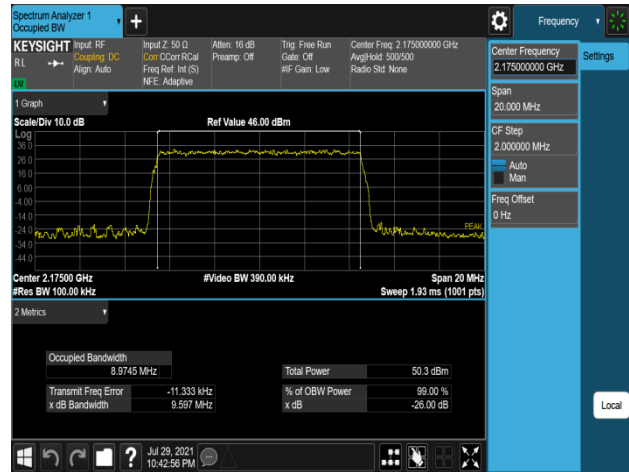 Spectrum Analyzer 1
Occupied BW
Frequency
KEYSIGHT
Input: RF
Coupling: DC
Align: Auto
RL
LW
Input Z: 50 Ω
Corr CCorr RCal
Freq Ref: Int (S)
NFE: Adaptive
Atten: 16 dB
Preamp: Off
Trig: Free Run
Gate: Off
#IF Gain: Low
Center Freq: 2.175000000 GHz
Avg|Hold: 500/500
Radio Std: None
Center Frequency
2.175000000 GHz
Settings
Span
20.000 MHz
CF Step
2.000000 MHz
Auto
Man
Freq Offset
0 Hz
1 Graph
Scale/Div 10.0 dB
Ref Value 46.00 dBm
Log
36.0
26.0
16.0
6.00
-4.00
-14.0
-24.0
-34.0
-44.0
PEAK
Center 2.17500 GHz
#Video BW 390.00 kHz
Span 20 MHz
#Res BW 100.00 kHz
Sweep 1.93 ms (1001 pts)
2 Metrics
Occupied Bandwidth
8.9745 MHz
Total Power 50.3 dBm
Transmit Freq Error -11.333 kHz
% of OBW Power 99.00 %
x dB Bandwidth 9.597 MHz
x dB -26.00 dB
Local
?
Jul 29, 2021
10:42:56 PM